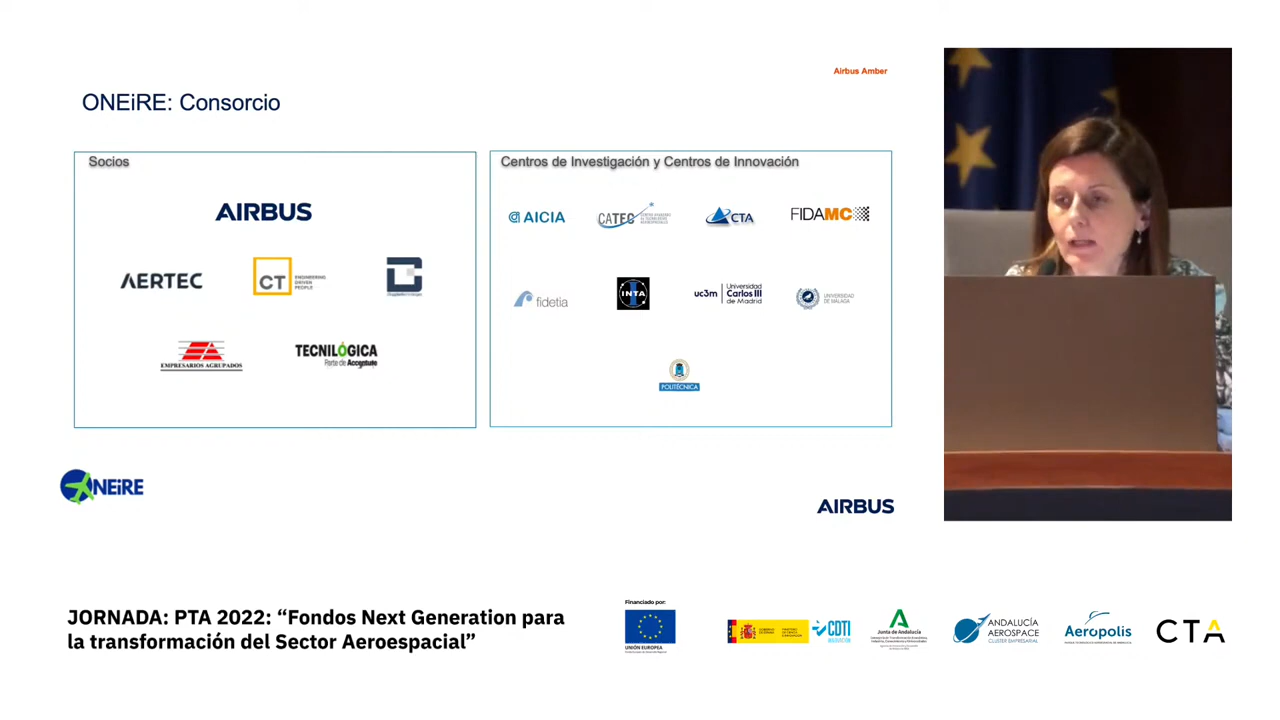 Airbus Amber
ONEiRE: Consorcio
Socios
AIRBUS
AERTEC
CT
ENGINEERING
DRIVEN
PEOPLE
EMPRESARIOS AGRUPADOS
TECNILÓGICA
Parte de Accenture
Centros de Investigación y Centros de Innovación
AICIA
CATEC
CTA
FIDAMC
fidetia
INTA
uc3m
Universidad
Carlos III
de Madrid
UNIVERSIDAD
DE MÁLAGA
POLITÉCNICA
ONEiRE
AIRBUS
JORNADA: PTA 2022: “Fondos Next Generation para
la transformación del Sector Aeroespacial”
Financiado por:
UNIÓN EUROPEA
CDTI
Junta de Andalucía
ANDALUCÍA
AEROSPACE
CLUSTER EMPRESARIAL
Aeropolis
CTA